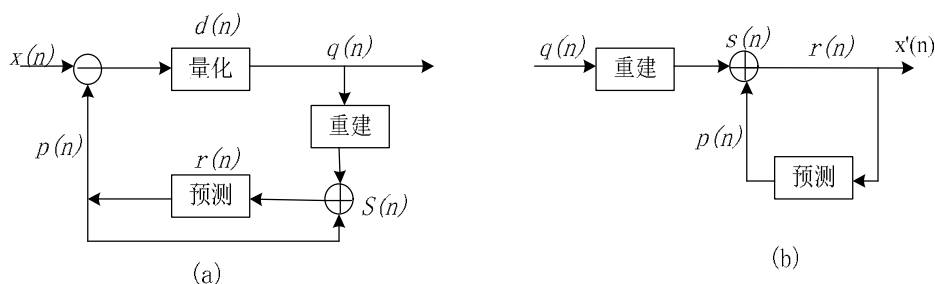 d(n)
x(n)
量化
q(n)
重建
p(n)
r(n)
预测
S(n)
(a)
q(n)
重建
s(n)
r(n)
x'(n)
p(n)
预测
(b)